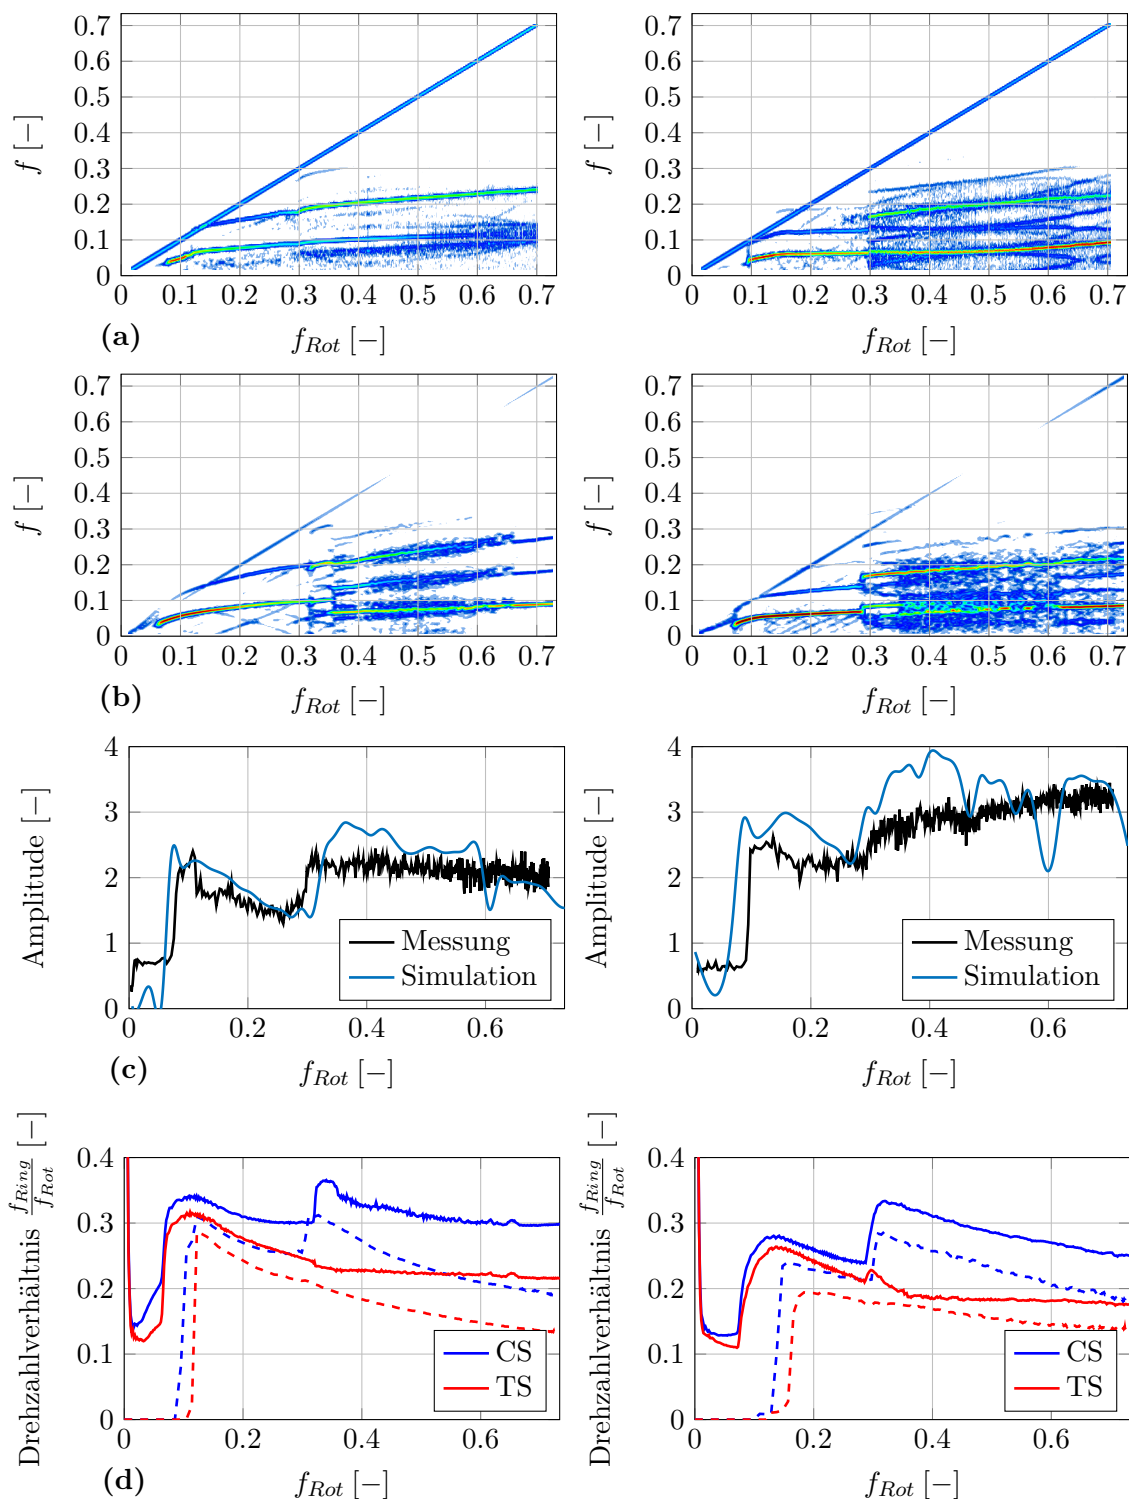 0.7
0.6
0.5
0.4
0.3
0.2
0.1
0
f [−]
0 0.1 0.2 0.3 0.4 0.5 0.6 0.7
f_Rot [−]
(a)
0.7
0.6
0.5
0.4
0.3
0.2
0.1
0
f [−]
0 0.1 0.2 0.3 0.4 0.5 0.6 0.7
f_Rot [−]
0.7
0.6
0.5
0.4
0.3
0.2
0.1
0
f [−]
0 0.1 0.2 0.3 0.4 0.5 0.6 0.7
f_Rot [−]
(b)
0.7
0.6
0.5
0.4
0.3
0.2
0.1
0
f [−]
0 0.1 0.2 0.3 0.4 0.5 0.6 0.7
f_Rot [−]
4
3
2
1
0
Amplitude [−]
Messung
Simulation
0 0.2 0.4 0.6
f_Rot [−]
(c)
4
3
2
1
0
Amplitude [−]
Messung
Simulation
0 0.2 0.4 0.6
f_Rot [−]
0.4
0.3
0.2
0.1
0
Drehzahlverhältnis f_Ring/f_Rot [−]
CS
TS
0 0.2 0.4 0.6
f_Rot [−]
(d)
0.4
0.3
0.2
0.1
0
Drehzahlverhältnis f_Ring/f_Rot [−]
CS
TS
0 0.2 0.4 0.6
f_Rot [−]